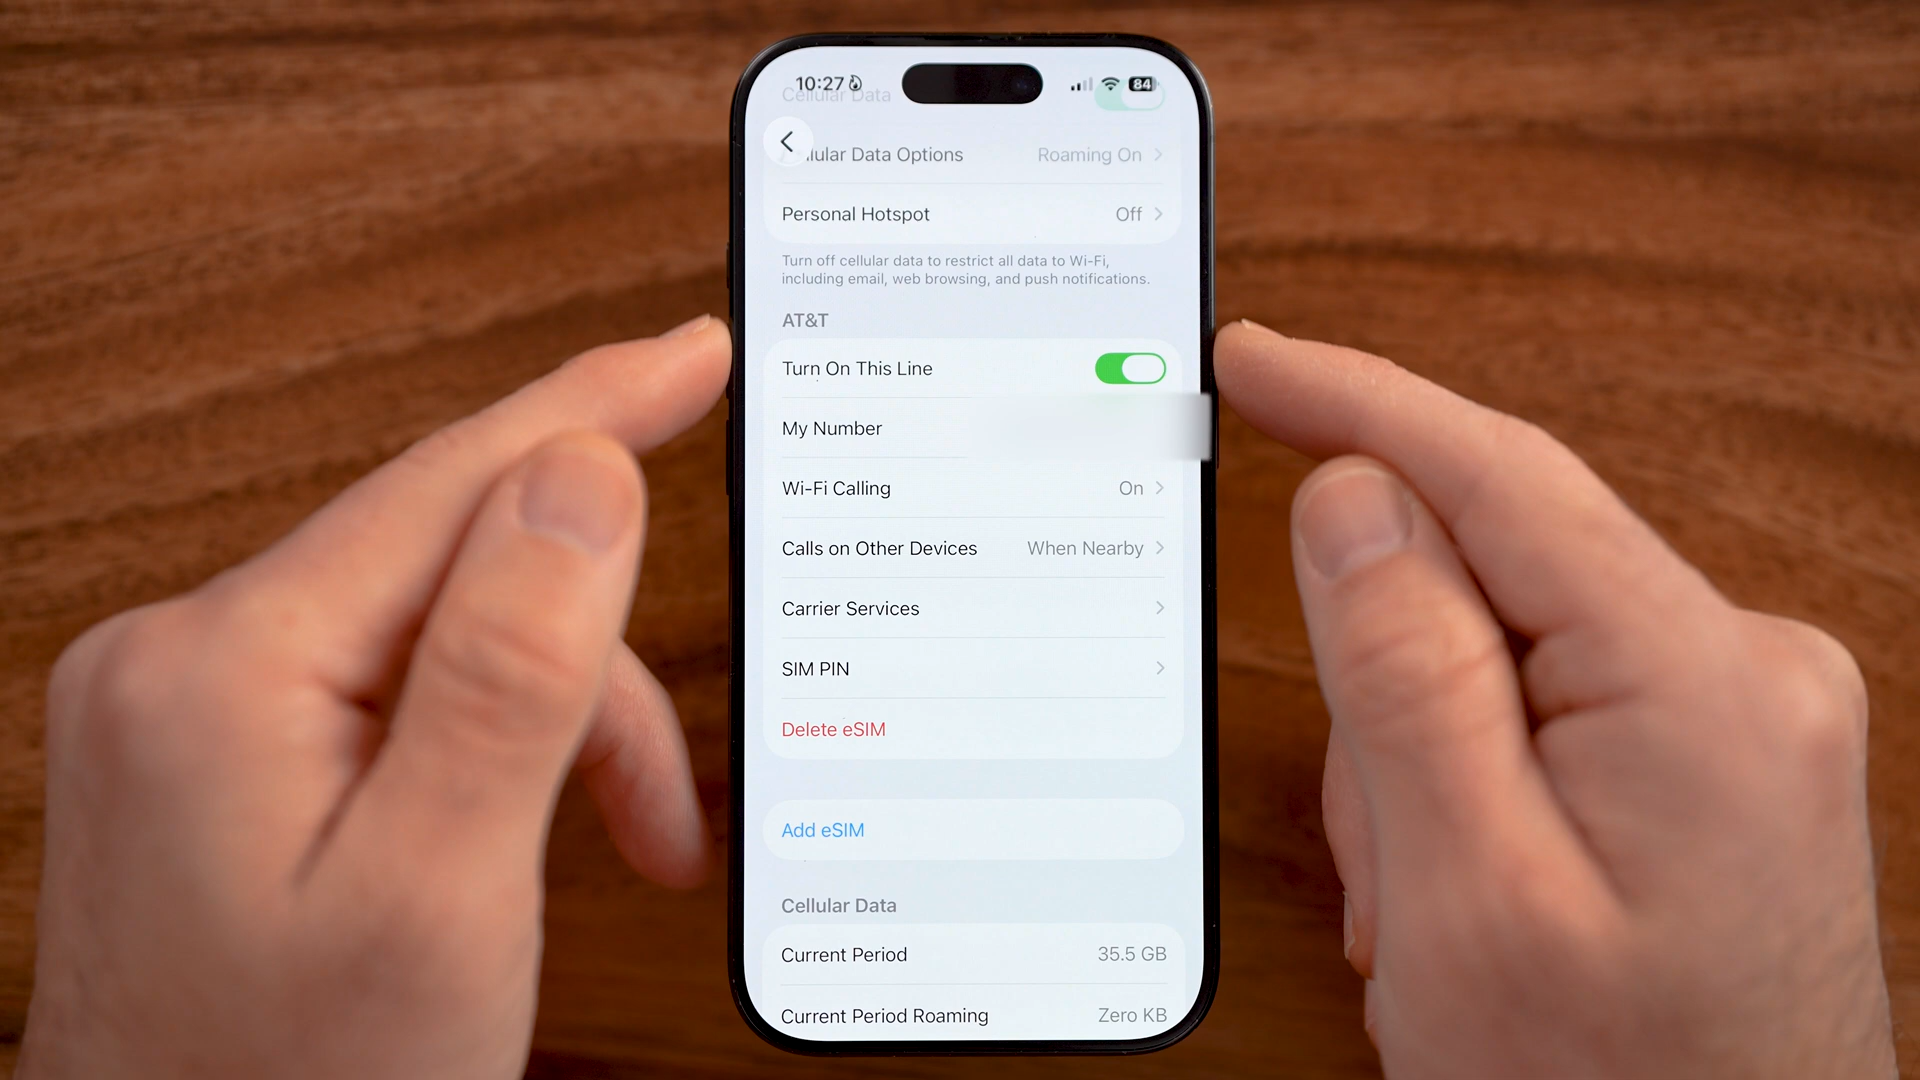 10:27
84
Cellular Data
llular Data Options Roaming On
Personal Hotspot Off
Turn off cellular data to restrict all data to Wi-Fi,
including email, web browsing, and push notifications.
AT&T
Turn On This Line
My Number
Wi-Fi Calling On
Calls on Other Devices When Nearby
Carrier Services
SIM PIN
Delete eSIM
Add eSIM
Cellular Data
Current Period 35.5 GB
Current Period Roaming Zero KB